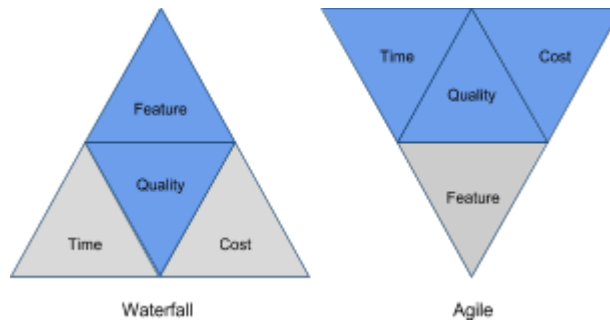 Feature
Quality
Time
Cost
Waterfall
Time
Cost
Quality
Feature
Agile